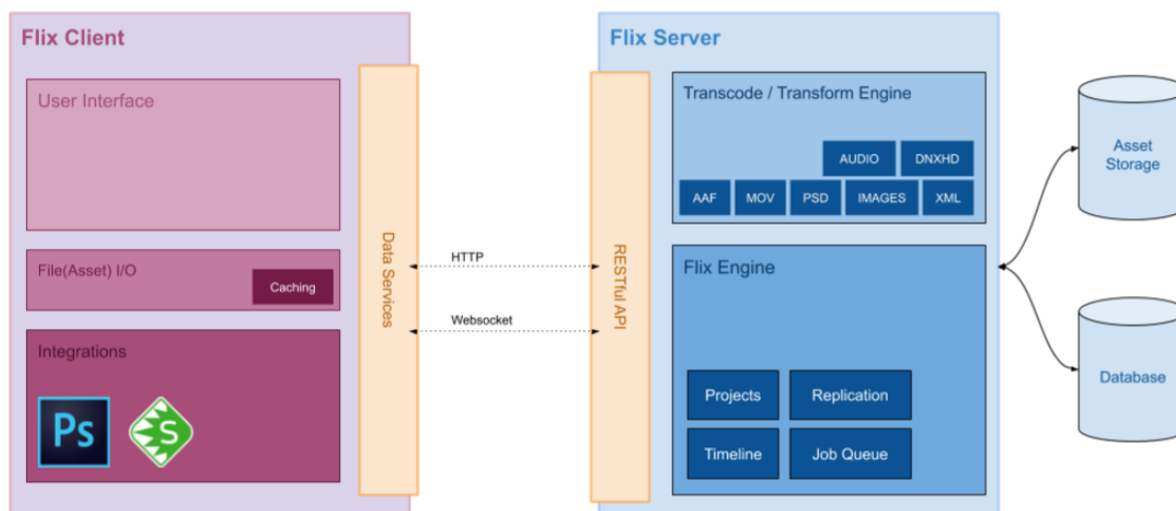 Flix Client
User Interface
File(Asset) I/O
Caching
Integrations
Ps
S
Data Services
HTTP
Websocket
Flix Server
RESTful API
Transcode / Transform Engine
AUDIO
DNXHD
AAF
MOV
PSD
IMAGES
XML
Flix Engine
Projects
Replication
Timeline
Job Queue
Asset
Storage
Database